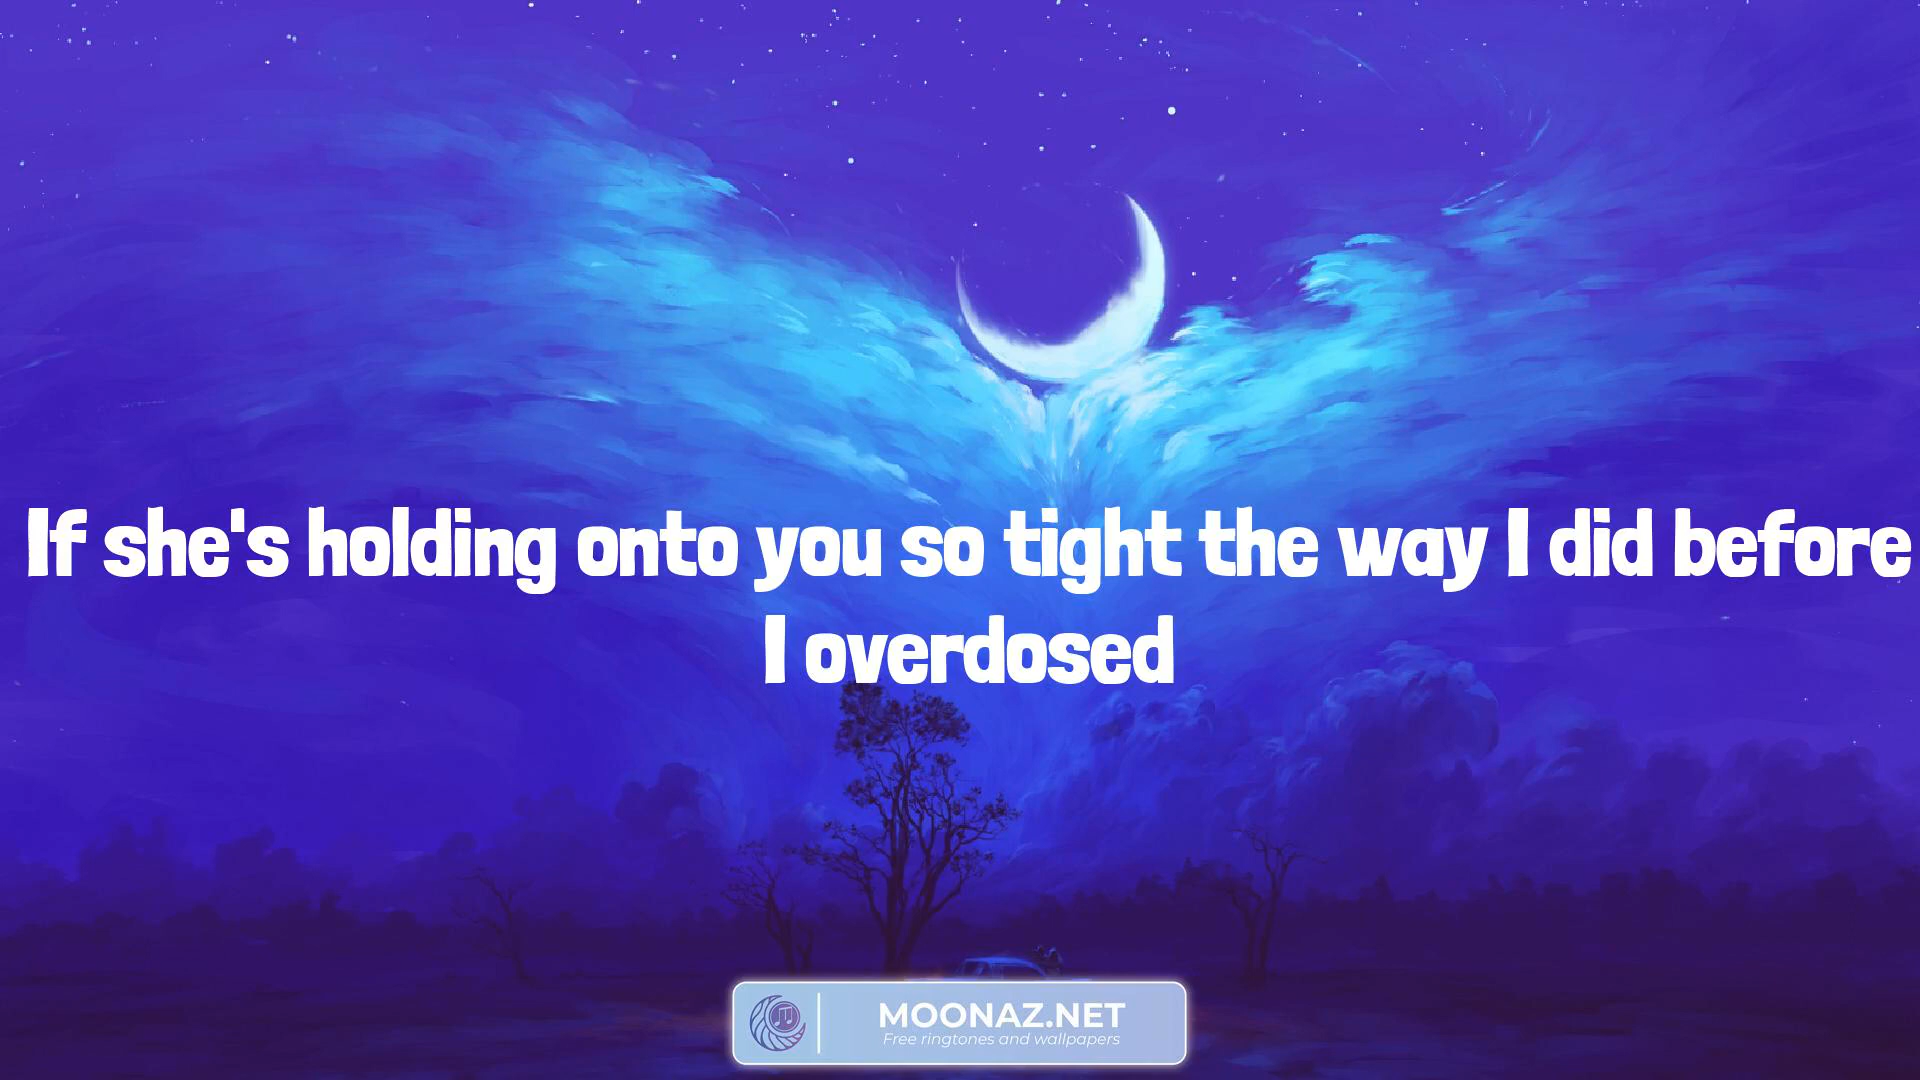 If she's holding onto you so tight the way I did before
I overdosed
MOONAZ.NET
Free ringtones and wallpapers